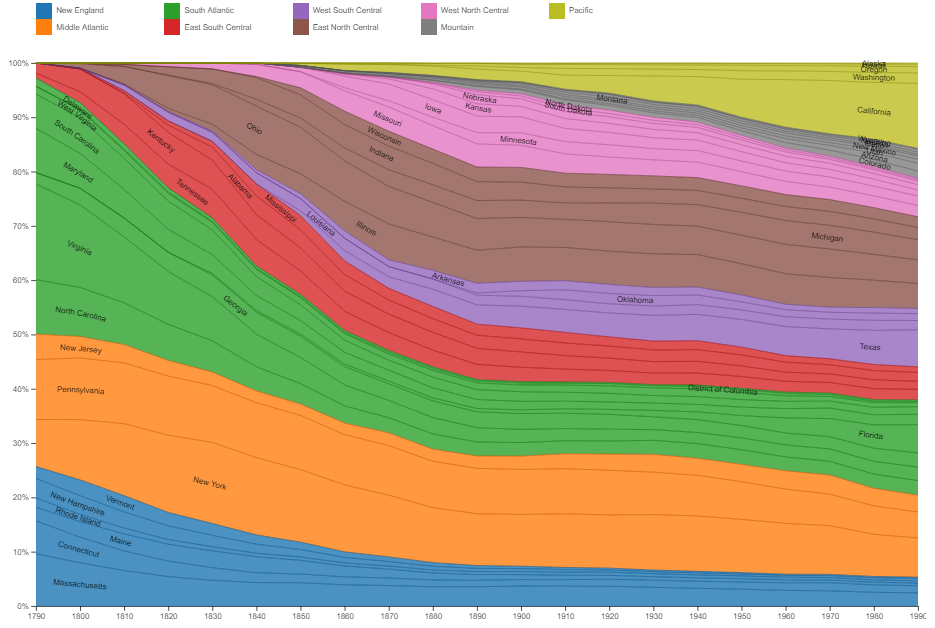 New England
South Atlantic
West South Central
West North Central
Pacific
Middle Atlantic
East South Central
East North Central
Mountain
100%
90%
80%
70%
60%
50%
40%
30%
20%
10%
0%
Alaska
Oregon
Washington
California
Montana
North Dakota
South Dakota
Nebraska
Kansas
Iowa
Missouri
Minnesota
Wisconsin
Indiana
Ohio
Illinois
Michigan
New Mexico
Arizona
Colorado
Delaware
West Virginia
South Carolina
Maryland
Virginia
North Carolina
Kentucky
Tennessee
Alabama
Mississippi
Louisiana
Arkansas
Oklahoma
Texas
Georgia
District of Columbia
Florida
New Jersey
Pennsylvania
New York
Vermont
New Hampshire
Rhode Island
Maine
Connecticut
Massachusetts
1790
1800
1810
1820
1830
1840
1850
1860
1870
1880
1890
1900
1910
1920
1930
1940
1950
1960
1970
1980
1990